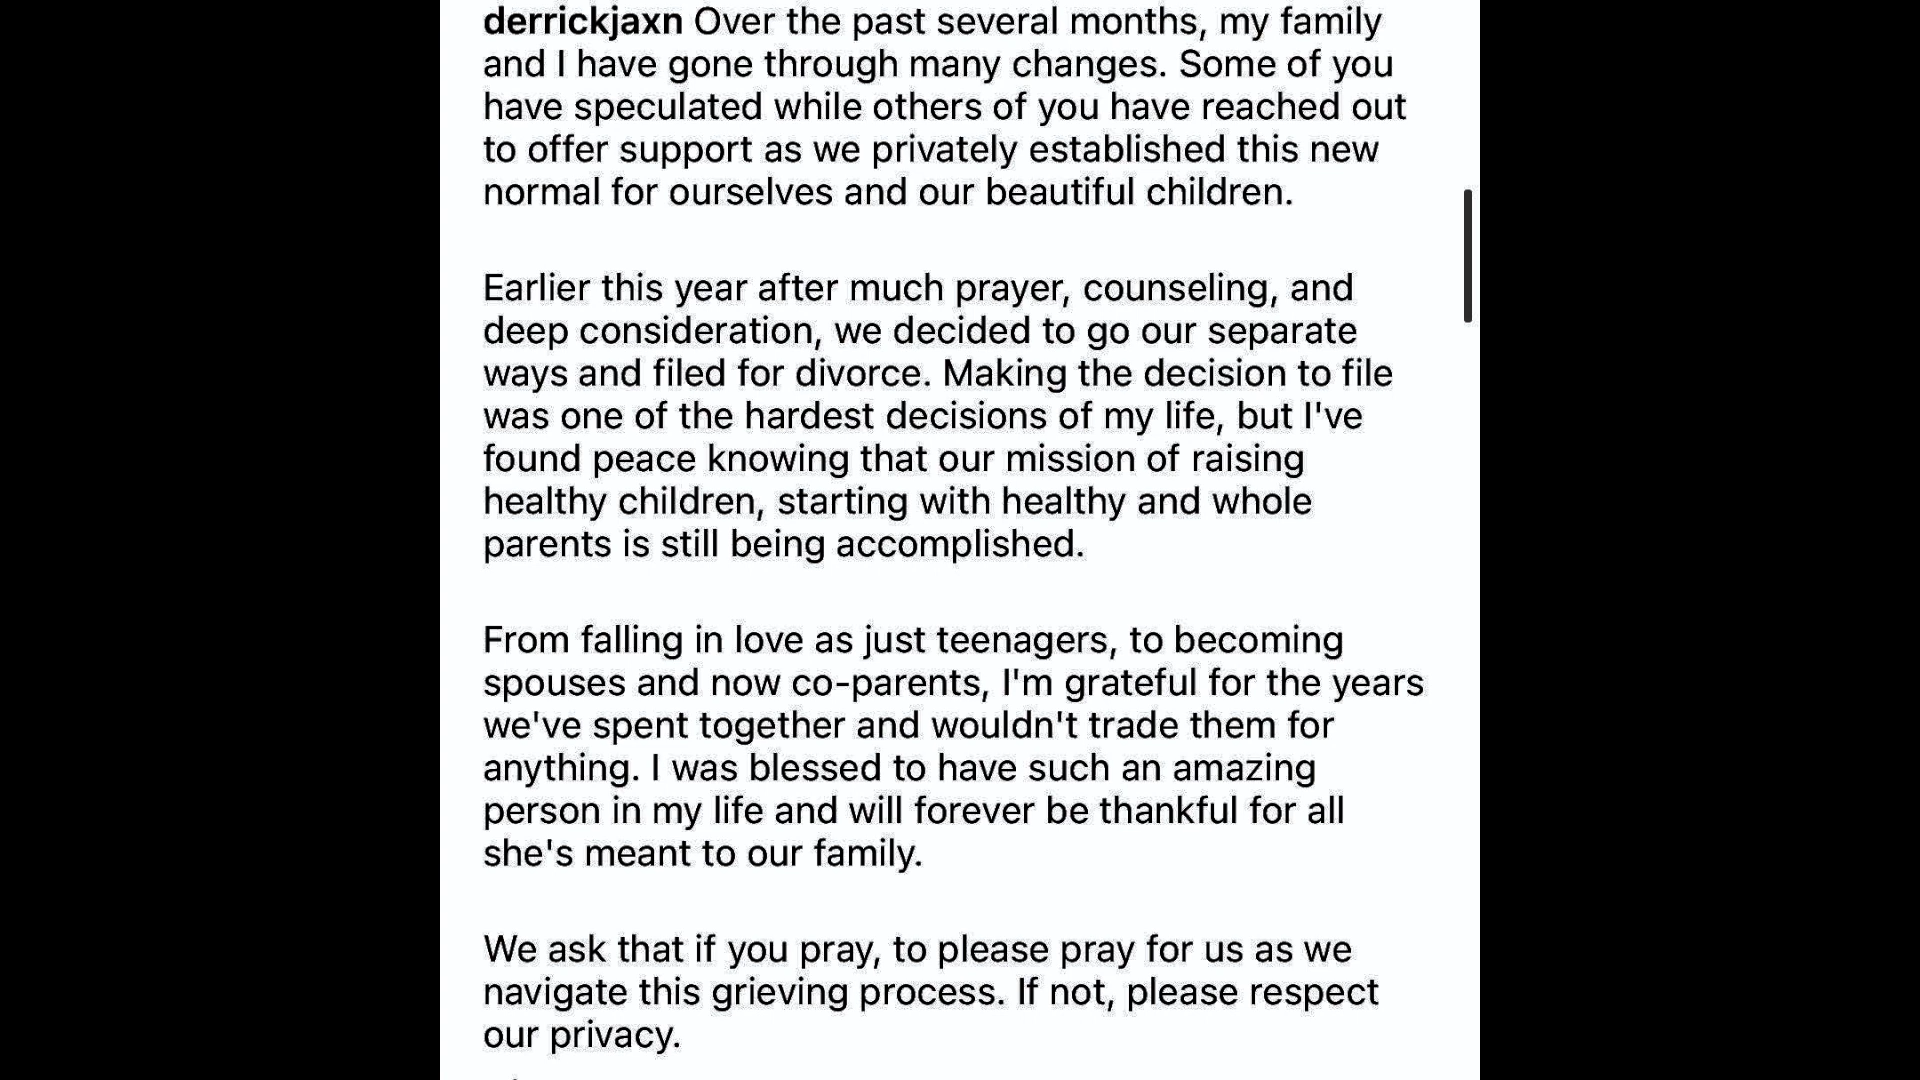 derrickjaxn Over the past several months, my family
and I have gone through many changes. Some of you
have speculated while others of you have reached out
to offer support as we privately established this new
normal for ourselves and our beautiful children.
Earlier this year after much prayer, counseling, and
deep consideration, we decided to go our separate
ways and filed for divorce. Making the decision to file
was one of the hardest decisions of my life, but I've
found peace knowing that our mission of raising
healthy children, starting with healthy and whole
parents is still being accomplished.
From falling in love as just teenagers, to becoming
spouses and now co-parents, I'm grateful for the years
we've spent together and wouldn't trade them for
anything. I was blessed to have such an amazing
person in my life and will forever be thankful for all
she's meant to our family.
We ask that if you pray, to please pray for us as we
navigate this grieving process. If not, please respect
our privacy.